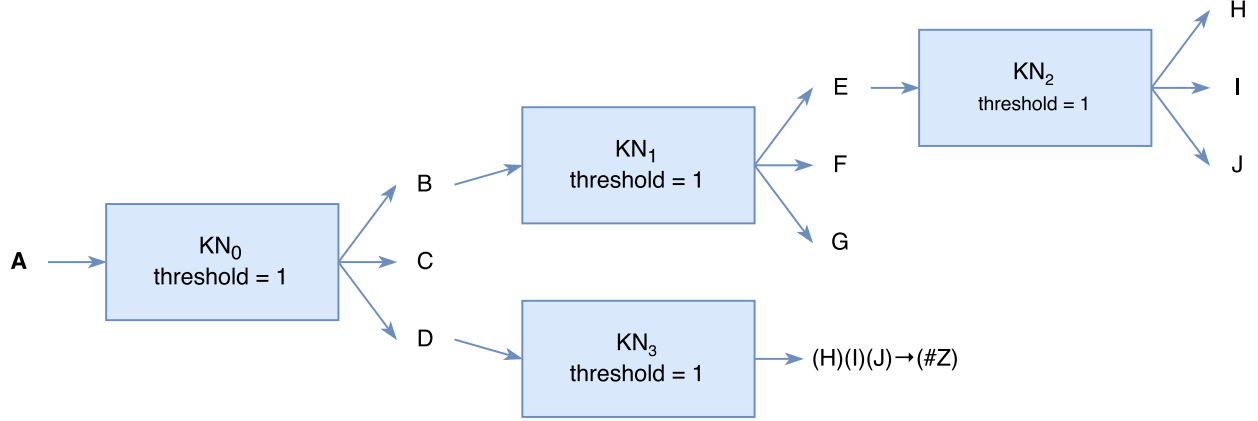 A
KN₀
threshold = 1
B
C
D
KN₁
threshold = 1
E
F
G
KN₂
threshold = 1
H
I
J
KN₃
threshold = 1
(H)(I)(J)→(#Z)